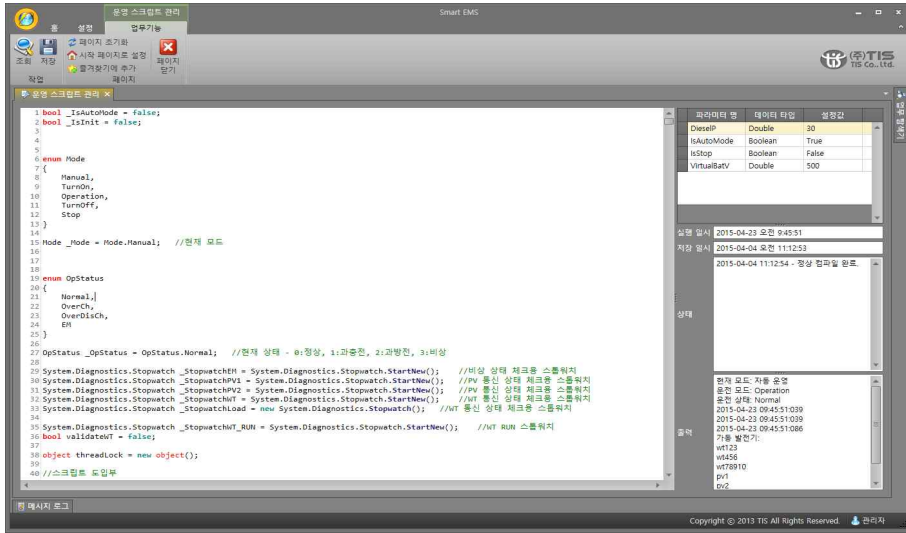 운영 스크립트 관리
Smart EMS
홈 설정 업무기능
조회 저장
페이지 초기화
시작 페이지로 설정
즐겨찾기에 추가
페이지 닫기
작업 페이지
(주)TIS
TIS Co., Ltd.
운영 스크립트 관리
업무 탐색기
1 bool _IsAutoMode = false;
2 bool _IsInit = false;
3
4
5
6 enum Mode
7 {
8 Manual,
9 TurnOn,
10 Operation,
11 TurnOff,
12 Stop
13 }
14
15 Mode _Mode = Mode.Manual; //현재 모드
16
17
18
19 enum OpStatus
20 {
21 Normal,
22 OverCh,
23 OverDisCh,
24 EM
25 }
26
27 OpStatus _OpStatus = OpStatus.Normal; //현재 상태 - 0:정상, 1:과충전, 2:과방전, 3:비상
28
29 System.Diagnostics.Stopwatch _StopwatchEM = System.Diagnostics.Stopwatch.StartNew(); //비상 상태 체크용 스톱워치
30 System.Diagnostics.Stopwatch _StopwatchPV1 = System.Diagnostics.Stopwatch.StartNew(); //PV 통신 상태 체크용 스톱워치
31 System.Diagnostics.Stopwatch _StopwatchPV2 = System.Diagnostics.Stopwatch.StartNew(); //PV 통신 상태 체크용 스톱워치
32 System.Diagnostics.Stopwatch _StopwatchWT = System.Diagnostics.Stopwatch.StartNew(); //WT 통신 상태 체크용 스톱워치
33 System.Diagnostics.Stopwatch _StopwatchLoad = new System.Diagnostics.Stopwatch(); //WT 통신 상태 체크용 스톱워치
34
35 System.Diagnostics.Stopwatch _StopwatchWT_RUN = System.Diagnostics.Stopwatch.StartNew(); //WT RUN 스톱워치
36 bool validateWT = false;
37
38 object threadLock = new object();
39
40 //스크립트 도입부
파라미터 명 데이터 타입 설정값
DieselP Double 30
IsAutoMode Boolean True
IsStop Boolean False
VirtualBatV Double 500
실행 일시 2015-04-23 오전 9:45:51
저장 일시 2015-04-04 오전 11:12:53
상태
2015-04-04 11:12:54 - 정상 컴파일 완료.
출력
현재 모드: 자동 운영
운전 모드: Operation
운전 상태: Normal
2015-04-23 09:45:51:039
2015-04-23 09:45:51:039
2015-04-23 09:45:51:086
가동 발전기:
wt123
wt456
wt78910
pv1
pv2
메시지 로그
Copyright © 2013 TIS All Rights Reserved. 관리자